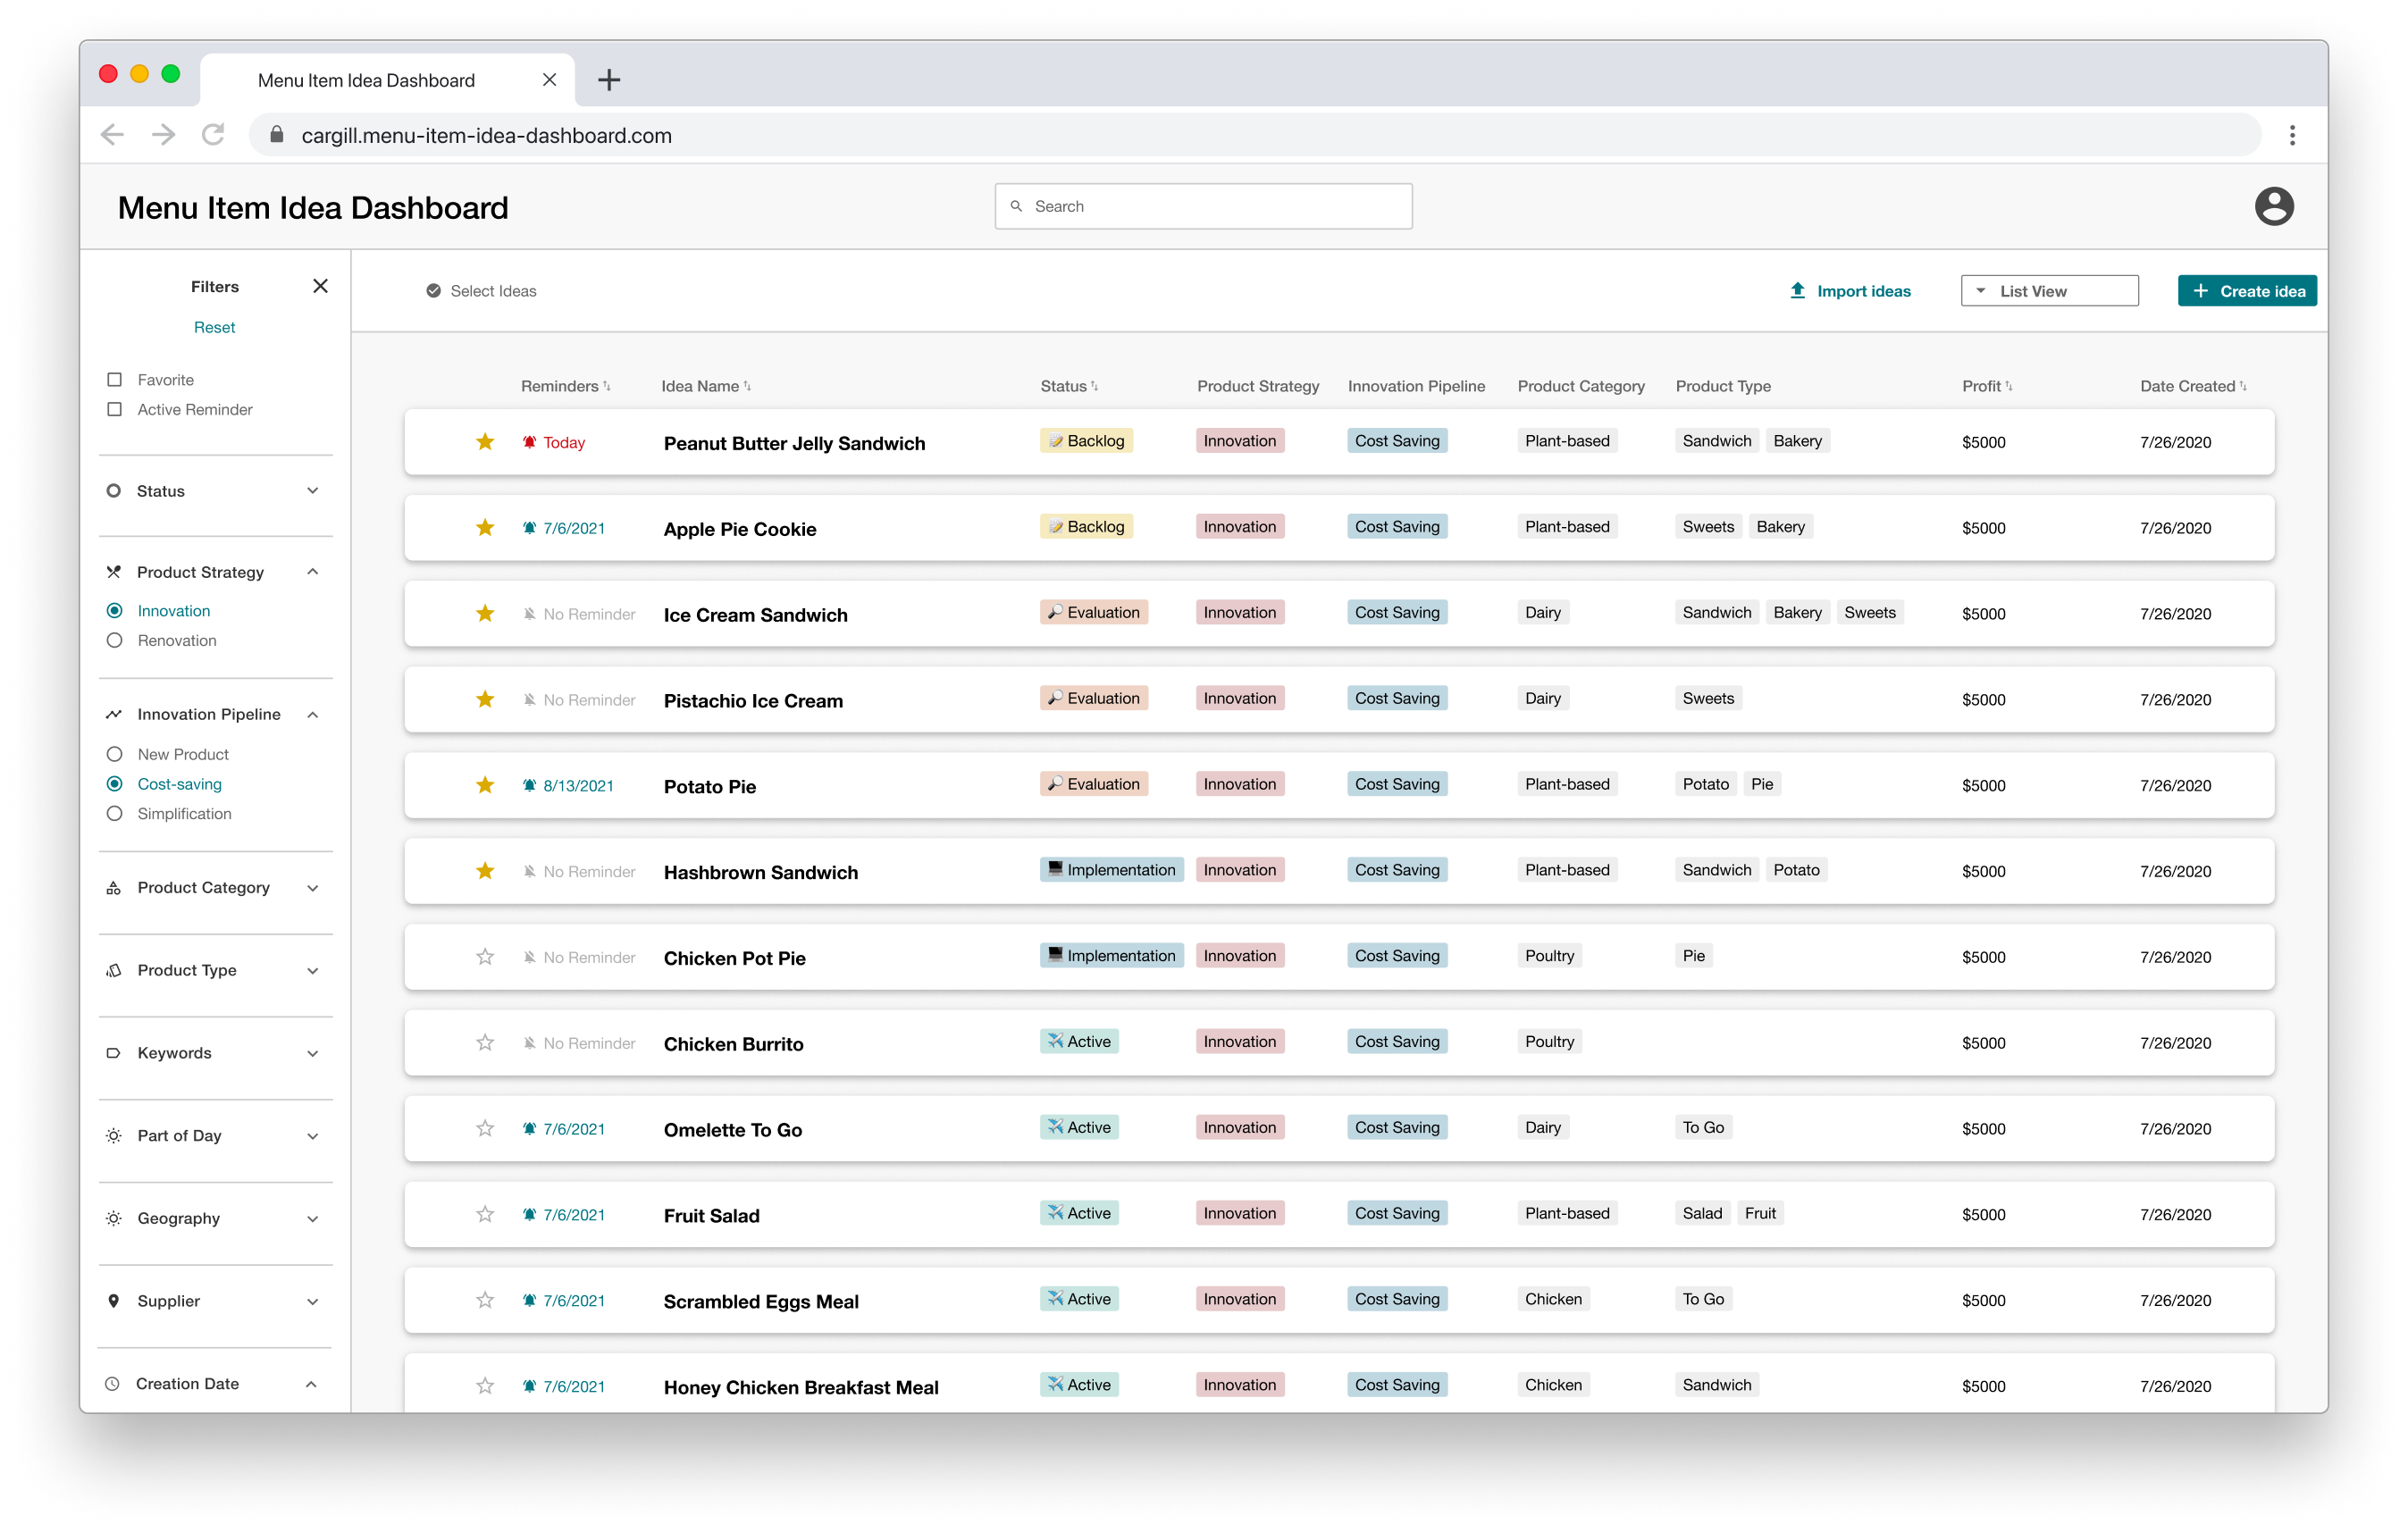 Menu Item Idea Dashboard
cargill.menu-item-idea-dashboard.com
Menu Item Idea Dashboard
Search
Filters
Reset
Favorite
Active Reminder
Status
Product Strategy
Innovation
Renovation
Innovation Pipeline
New Product
Cost-saving
Simplification
Product Category
Product Type
Keywords
Part of Day
Geography
Supplier
Creation Date
Select Ideas Import ideas List View Create idea
Reminders Idea Name Status Product Strategy Innovation Pipeline Product Category Product Type Profit Date Created
Today Peanut Butter Jelly Sandwich Backlog Innovation Cost Saving Plant-based Sandwich Bakery $5000 7/26/2020
7/6/2021 Apple Pie Cookie Backlog Innovation Cost Saving Plant-based Sweets Bakery $5000 7/26/2020
No Reminder Ice Cream Sandwich Evaluation Innovation Cost Saving Dairy Sandwich Bakery Sweets $5000 7/26/2020
No Reminder Pistachio Ice Cream Evaluation Innovation Cost Saving Dairy Sweets $5000 7/26/2020
8/13/2021 Potato Pie Evaluation Innovation Cost Saving Plant-based Potato Pie $5000 7/26/2020
No Reminder Hashbrown Sandwich Implementation Innovation Cost Saving Plant-based Sandwich Potato $5000 7/26/2020
No Reminder Chicken Pot Pie Implementation Innovation Cost Saving Poultry Pie $5000 7/26/2020
No Reminder Chicken Burrito Active Innovation Cost Saving Poultry $5000 7/26/2020
7/6/2021 Omelette To Go Active Innovation Cost Saving Dairy To Go $5000 7/26/2020
7/6/2021 Fruit Salad Active Innovation Cost Saving Plant-based Salad Fruit $5000 7/26/2020
7/6/2021 Scrambled Eggs Meal Active Innovation Cost Saving Chicken To Go $5000 7/26/2020
7/6/2021 Honey Chicken Breakfast Meal Active Innovation Cost Saving Chicken Sandwich $5000 7/26/2020